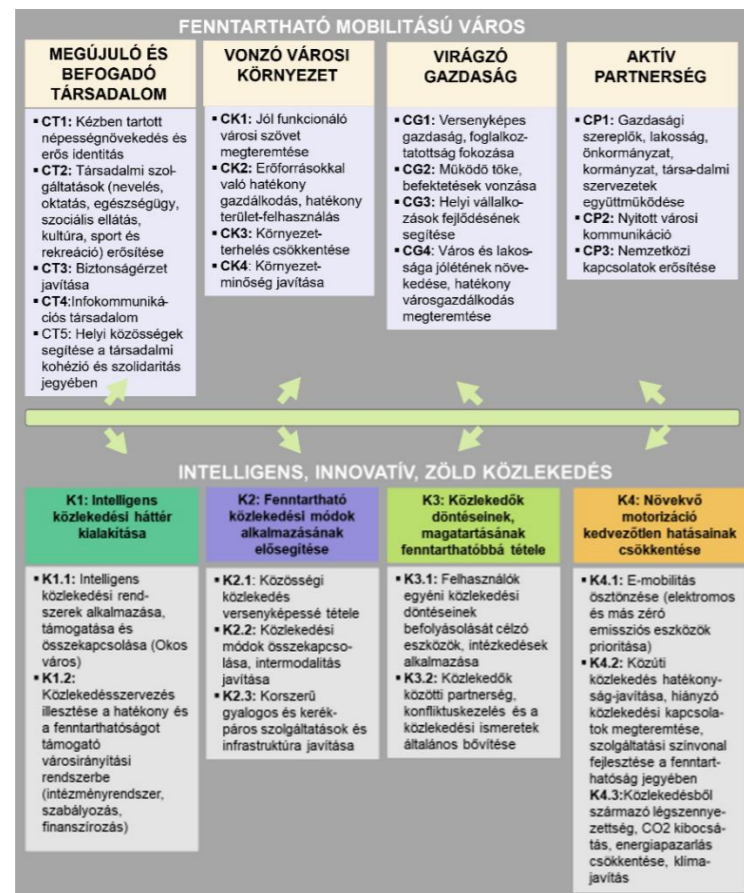 FENNTARTHATÓ MOBILITÁSÚ VÁROS
MEGÚJULÓ ÉS
BEFOGADÓ
TÁRSADALOM
▪ CT1: Kézben tartott
népességnövekedés és
erős identitás
▪ CT2: Társadalmi szol-
gáltatások (nevelés,
oktatás, egészségügy,
szociális ellátás,
kultúra, sport és
rekreáció) erősítése
▪ CT3: Biztonságérzet
javítása
▪ CT4:Infokommuniká-
ciós társadalom
▪ CT5: Helyi közösségek
segítése a társadalmi
kohézió és szolidaritás
jegyében
VONZÓ VÁROSI
KÖRNYEZET
▪ CK1: Jól funkcionáló
városi szövet
megteremtése
▪ CK2: Erőforrásokkal
való hatékony
gazdálkodás, hatékony
terület-felhasználás
▪ CK3: Környezet-
terhelés csökkentése
▪ CK4: Környezet-
minőség javítása
VIRÁGZÓ
GAZDASÁG
▪ CG1: Versenyképes
gazdaság, foglalkoz-
tatottság fokozása
▪ CG2: Működő tőke,
befektetések vonzása
▪ CG3: Helyi vállalko-
zások fejlődésének
segítése
▪ CG4: Város és lakos-
sága jólétének növe-
kedése, hatékony
városgazdálkodás
megteremtése
AKTÍV
PARTNERSÉG
▪ CP1: Gazdasági
szereplők, lakosság,
önkormányzat,
kormányzat, társa-dalmi
szervezetek
együttműködése
▪ CP2: Nyitott városi
kommunikáció
▪ CP3: Nemzetközi
kapcsolatok erősítése
INTELLIGENS, INNOVATÍV, ZÖLD KÖZLEKEDÉS
K1: Intelligens
közlekedési háttér
kialakítása
▪ K1.1: Intelligens
közlekedési rend-
szerek alkalmazása,
támogatása és
összekapcsolása (Okos
város)
▪ K1.2:
Közlekedésszervezés
illesztése a hatékony és
a fenntarthatóságot
támogató
városirányítási
rendszerbe
(intézményrendszer,
szabályozás,
finanszírozás)
K2: Fenntartható
közlekedési módok
alkalmazásának
elősegítése
▪ K2.1: Közösségi
közlekedés
versenyképessé tétele
▪ K2.2: Közlekedési
módok összekapcso-
lása, intermodalitás
javítása
▪ K2.3: Korszerű
gyalogos és kerék-
páros szolgáltatások és
infrastruktúra javítása
K3: Közlekedők
döntéseinek,
magatartásának
fenntarthatóbbá tétele
▪ K3.1: Felhasználók
egyéni közlekedési
döntéseinek
befolyásolását célzó
eszközök, intézkedések
alkalmazása
▪ K3.2: Közlekedők
közötti partnerség,
konfliktuskezelés és a
közlekedési ismeretek
általános bővítése
K4: Növekvő
motorizáció
kedvezőtlen hatásainak
csökkentése
▪ K4.1: E-mobilitás
ösztönzése (elektromos
és más zéró
emissziós eszközök
prioritása)
▪ K4.2: Közúti
közlekedés hatékony-
ság-javítása, hiányzó
közlekedési kapcsola-
tok megteremtése,
szolgáltatási színvonal
fejlesztése a fenntart-
hatóság jegyében
K4.3:Közlekedésből
származó légszennye-
zettség, CO2 kibocsá-
tás, energiapazarlás
csökkentése, klíma-
javítás